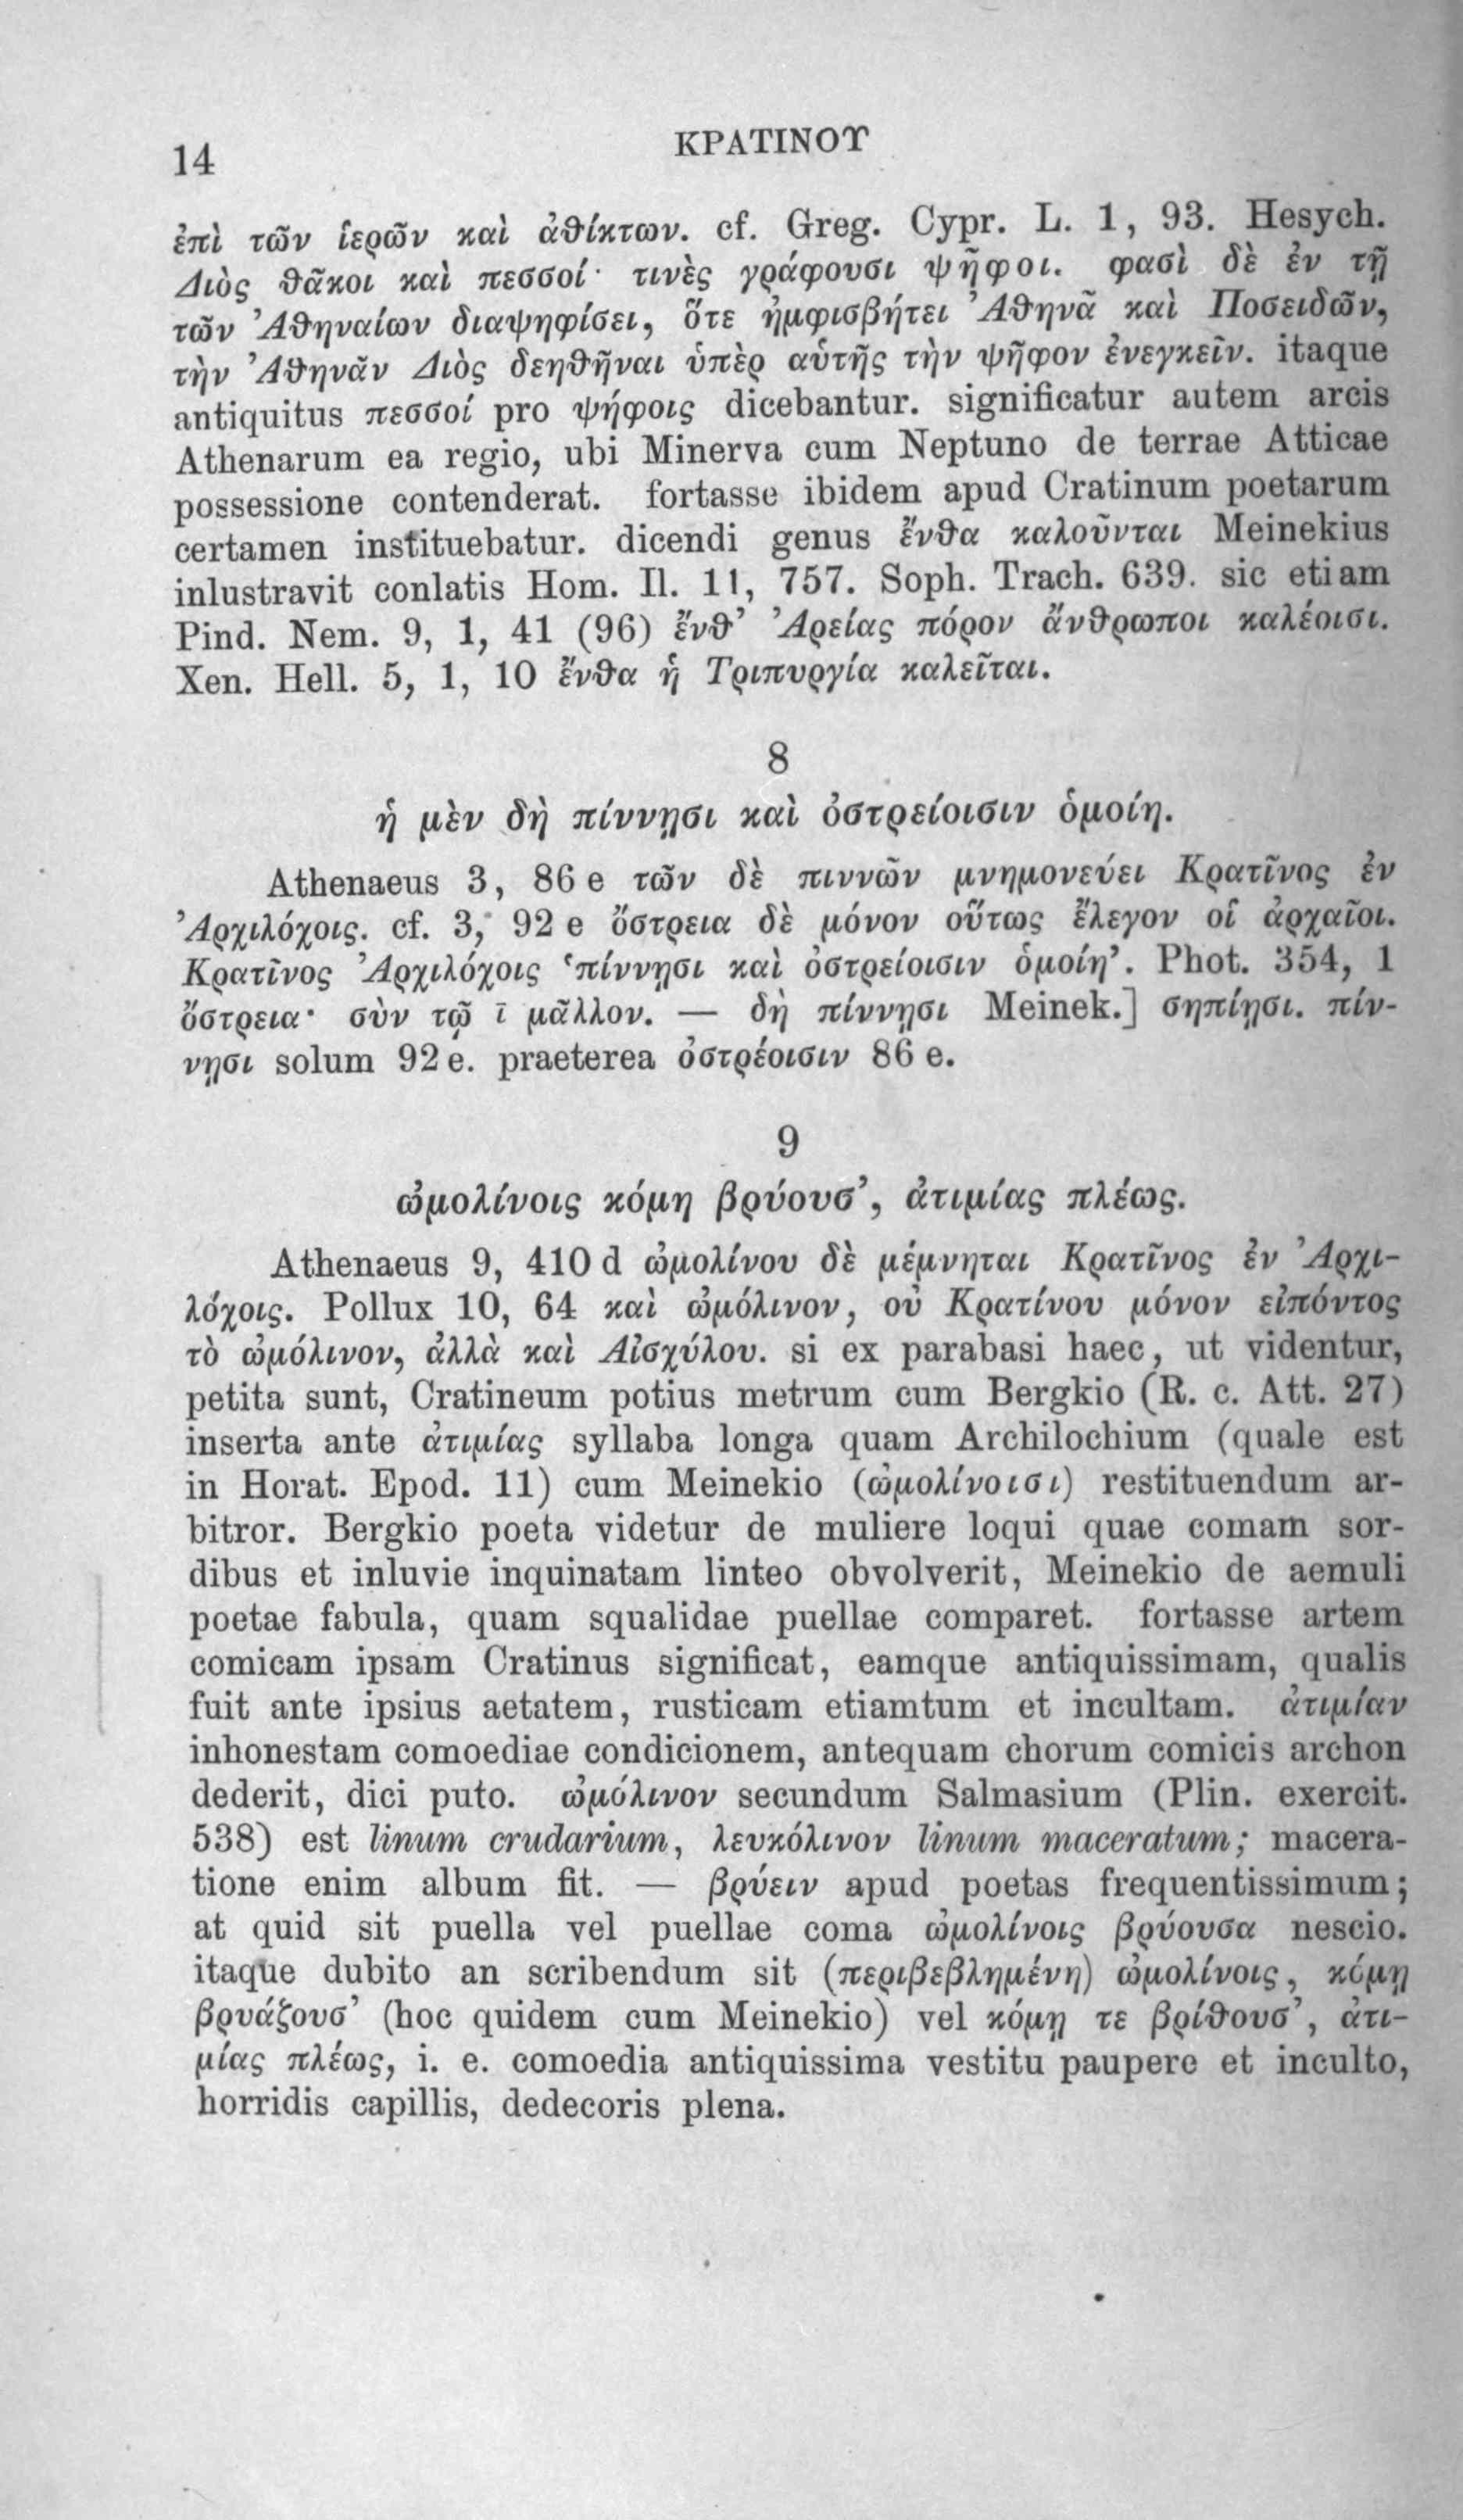 14
ΚΡΑΤΙΝΟΥ
ἐπὶ τῶν ἱερῶν καὶ ἀθίκτων. cf. Greg. Cypr. L. 1, 93. Hesych.
Διὸς θᾶκοι καὶ πεσσοί· τινὲς γράφουσι ψῆφοι. φασὶ δὲ ἐν τῇ
τῶν Ἀθηναίων διαψηφίσει, ὅτε ἠμφισβήτει Ἀθηνᾶ καὶ Ποσειδῶν,
τὴν Ἀθηνᾶν Διὸς δεηθῆναι ὑπὲρ αὑτῆς τὴν ψῆφον ἐνεγκεῖν. itaque
antiquitus πεσσοί pro ψήφοις dicebantur. significatur autem arcis
Athenarum ea regio, ubi Minerva cum Neptuno de terrae Atticae
possessione contenderat. fortasse ibidem apud Cratinum poetarum
certamen instituebatur. dicendi genus ἔνθα καλοῦνται Meinekius
inlustravit conlatis Hom. Il. 11, 757. Soph. Trach. 639. sic etiam
Pind. Nem. 9, 1, 41 (96) ἔνθ’ Ἀρείας πόρον ἄνθρωποι καλέοισι.
Xen. Hell. 5, 1, 10 ἔνθα ἡ Τριπυργία καλεῖται.
8
ἡ μὲν δὴ πίννῃσι καὶ ὀστρείοισιν ὁμοίη.
Athenaeus 3, 86 e τῶν δὲ πιννῶν μνημονεύει Κρατῖνος ἐν
Ἀρχιλόχοις. cf. 3, 92 e ὄστρεια δὲ μόνον οὕτως ἔλεγον οἱ ἀρχαῖοι.
Κρατῖνος Ἀρχιλόχοις ‘πίννῃσι καὶ ὀστρείοισιν ὁμοίη’. Phot. 354, 1
ὄστρεια· σὺν τῷ ῑ μᾶλλον. — δὴ πίννῃσι Meinek.] σηπίῃσι. πίν-
νῃσι solum 92 e. praeterea ὀστρέοισιν 86 e.
9
ὠμολίνοις κόμη βρύουσ’, ἀτιμίας πλέως.
Athenaeus 9, 410 d ὠμολίνου δὲ μέμνηται Κρατῖνος ἐν Ἀρχι-
λόχοις. Pollux 10, 64 καὶ ὠμόλινον, οὐ Κρατίνου μόνον εἰπόντος
τὸ ὠμόλινον, ἀλλὰ καὶ Αἰσχύλου. si ex parabasi haec, ut videntur,
petita sunt, Cratineum potius metrum cum Bergkio (R. c. Att. 27)
inserta ante ἀτιμίας syllaba longa quam Archilochium (quale est
in Horat. Epod. 11) cum Meinekio (ὠμολίνοισι) restituendum ar-
bitror. Bergkio poeta videtur de muliere loqui quae comam sor-
dibus et inluvie inquinatam linteo obvolverit, Meinekio de aemuli
poetae fabula, quam squalidae puellae comparet. fortasse artem
comicam ipsam Cratinus significat, eamque antiquissimam, qualis
fuit ante ipsius aetatem, rusticam etiamtum et incultam. ἀτιμίαν
inhonestam comoediae condicionem, antequam chorum comicis archon
dederit, dici puto. ὠμόλινον secundum Salmasium (Plin. exercit.
538) est linum crudarium, λευκόλινον linum maceratum; macera-
tione enim album fit. — βρύειν apud poetas frequentissimum;
at quid sit puella vel puellae coma ὠμολίνοις βρύουσα nescio.
itaque dubito an scribendum sit (περιβεβλημένη) ὠμολίνοις, κόμῃ
βρυάζουσ’ (hoc quidem cum Meinekio) vel κόμῃ τε βρίθουσ’, ἀτι-
μίας πλέως, i. e. comoedia antiquissima vestitu paupere et inculto,
horridis capillis, dedecoris plena.